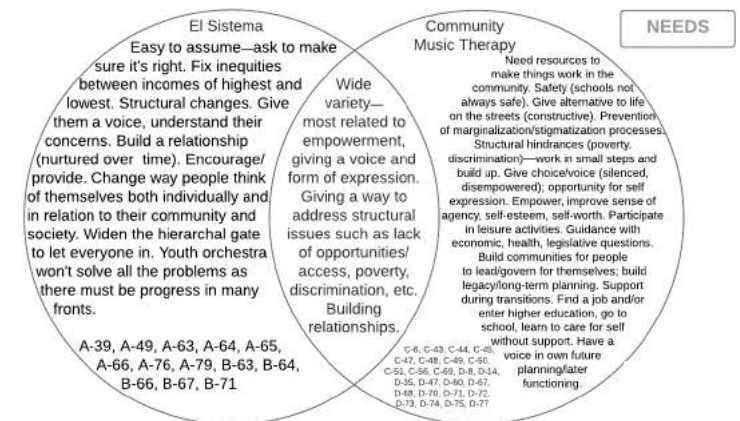 El Sistema
Easy to assume—ask to make
sure it's right. Fix inequities
between incomes of highest and
lowest. Structural changes. Give
them a voice, understand their
concerns. Build a relationship
(nurtured over time). Encourage/
provide. Change way people think
of themselves both individually and
in relation to their community and
society. Widen the hierarchal gate
to let everyone in. Youth orchestra
won't solve all the problems as
there must be progress in many
fronts.
A-39, A-49, A-63, A-64, A-65,
A-66, A-76, A-79, B-63, B-64,
B-66, B-67, B-71
Wide
variety—
most related to
empowerment,
giving a voice and
form of expression.
Giving a way to
address structural
issues such as lack
of opportunities/
access, poverty,
discrimination, etc.
Building
relationships.
Community
Music Therapy
Need resources to
make things work in the
community. Safety (schools not
always safe). Give alternative to life
on the streets (constructive). Prevention
of marginalization/stigmatization processes.
Structural hindrances (poverty.
discrimination)—work in small steps and
build up. Give choice/voice (silenced,
disempowered); opportunity for self
expression. Empower, improve sense of
agency, self-esteem, self-worth. Participate
in leisure activities. Guidance with
economic, health, legislative questions.
Build communities for people
to lead/govern for themselves; build
legacy/long-term planning. Support
during transitions. Find a job and/or
enter higher education, go to
school, learn to care for self
without support. Have a
voice in own future
planning/later
functioning.
C-6, C-43, C-44, C-45,
C-47, C-48, C-49, C-50,
C-51, C-56, C-69, D-8, D-14,
D-35, D-47, D-60, D-67,
D-68, D-70, D-71, D-72,
D-73, D-74, D-75, D-77
NEEDS